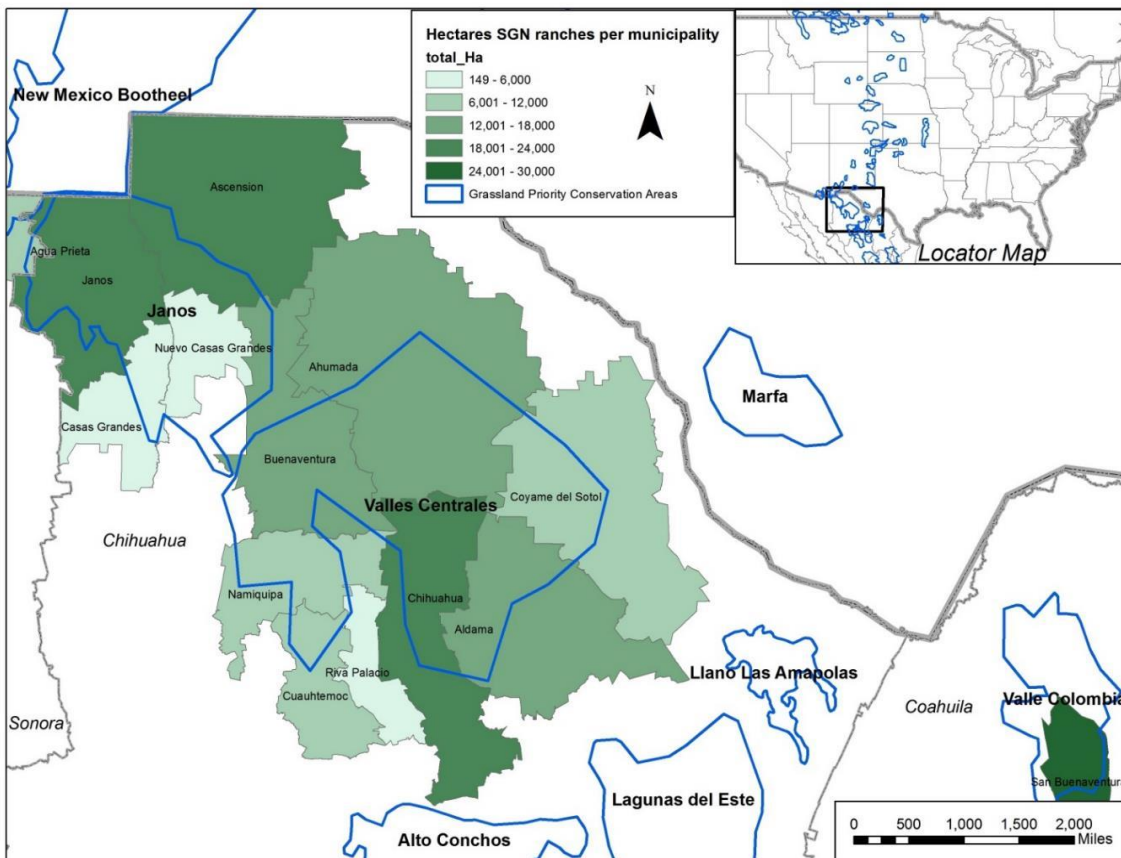 Hectares SGN ranches per municipality
total_Ha
149 - 6,000
6,001 - 12,000
12,001 - 18,000
18,001 - 24,000
24,001 - 30,000
Grassland Priority Conservation Areas
N
Locator Map
New Mexico Bootheel
Ascension
Agua Prieta
Janos
Janos
Nuevo Casas Grandes
Ahumada
Casas Grandes
Marfa
Buenaventura
Coyame del Sotol
Valles Centrales
Chihuahua
Namiquipa
Chihuahua
Aldama
Riva Palacio
Cuauhtemoc
Llano Las Amapolas
Sonora
Coahuila
Valle Colombia
San Buenaventura
Lagunas del Este
Alto Conchos
0 500 1,000 1,500 2,000
Miles